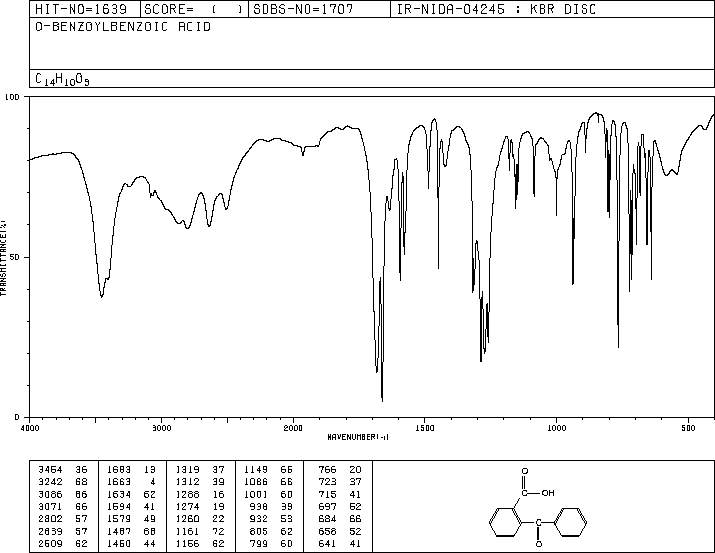 HIT-NO=1639 SCORE= ( ) SDBS-NO=1707 IR-NIDA-04245 : KBR DISC
O-BENZOYLBENZOIC ACID
C14H10O3
100
50
0
TRANSMITTANCE(%)
4000 3000 2000 1500 1000 500
WAVENUMBER(-1)
3454 36 1683 13 1319 37 1149 66 766 20
3242 68 1663 4 1312 39 1086 66 723 37
3086 66 1634 62 1288 16 1001 60 715 41
3071 66 1594 41 1274 19 938 39 697 52
2802 57 1579 49 1260 22 932 53 684 66
2639 57 1487 68 1161 72 805 62 658 52
2509 62 1450 44 1156 62 799 60 641 41
O
C OH
C
O